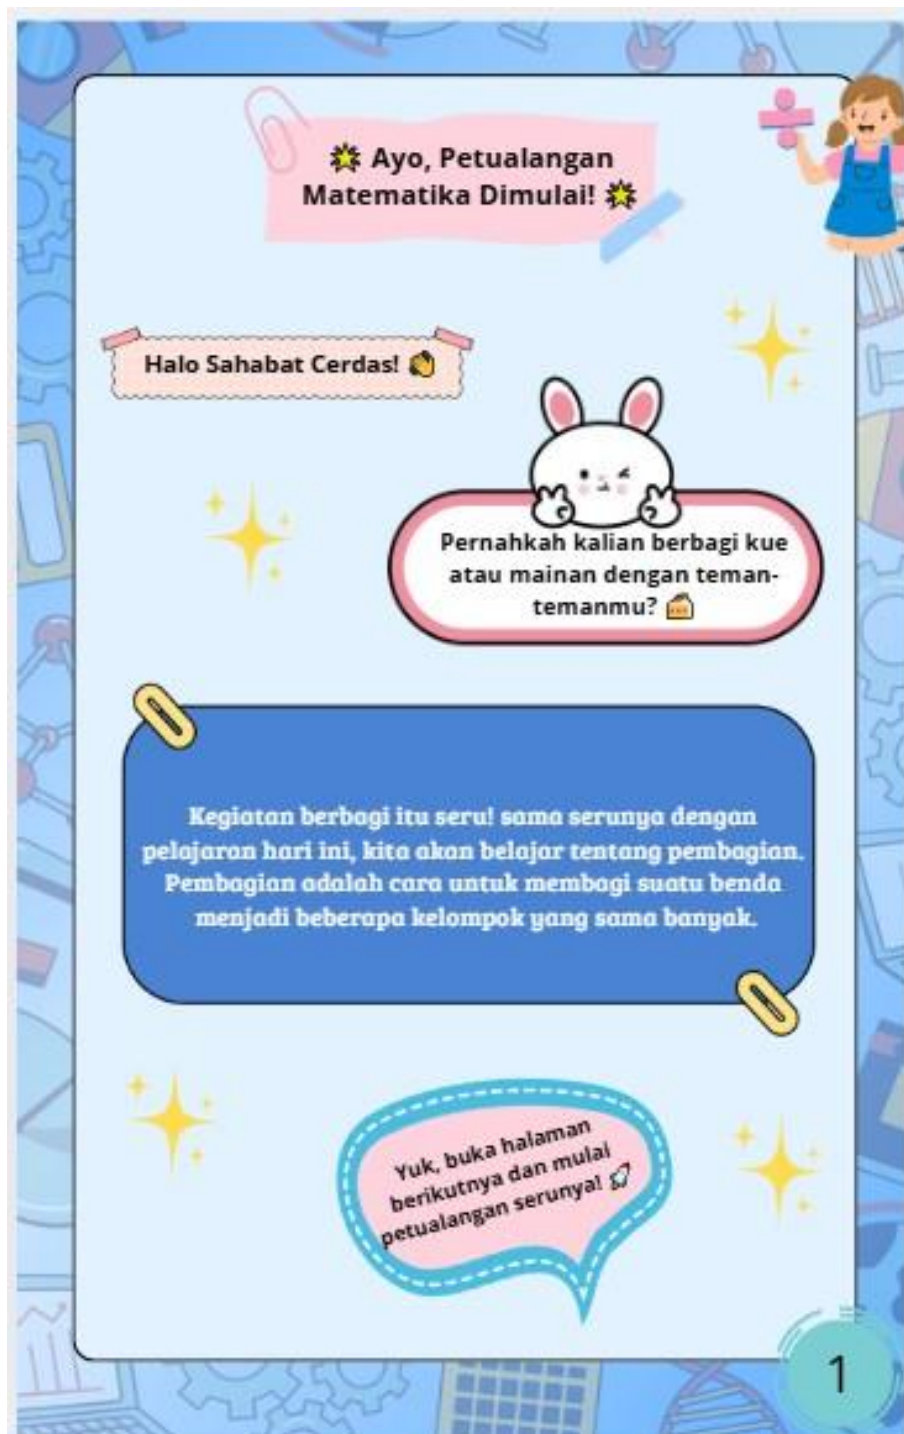 🌟 Ayo, Petualangan
Matematika Dimulai! 🌟
Halo Sahabat Cerdas! 👏
Pernahkah kalian berbagi kue
atau mainan dengan teman-
temanmu? 🍰
Kegiatan berbagi itu seru! sama serunya dengan
pelajaran hari ini, kita akan belajar tentang pembagian.
Pembagian adalah cara untuk membagi suatu benda
menjadi beberapa kelompok yang sama banyak.
Yuk, buka halaman
berikutnya dan mulai
petualangan serunya! 🚀
1